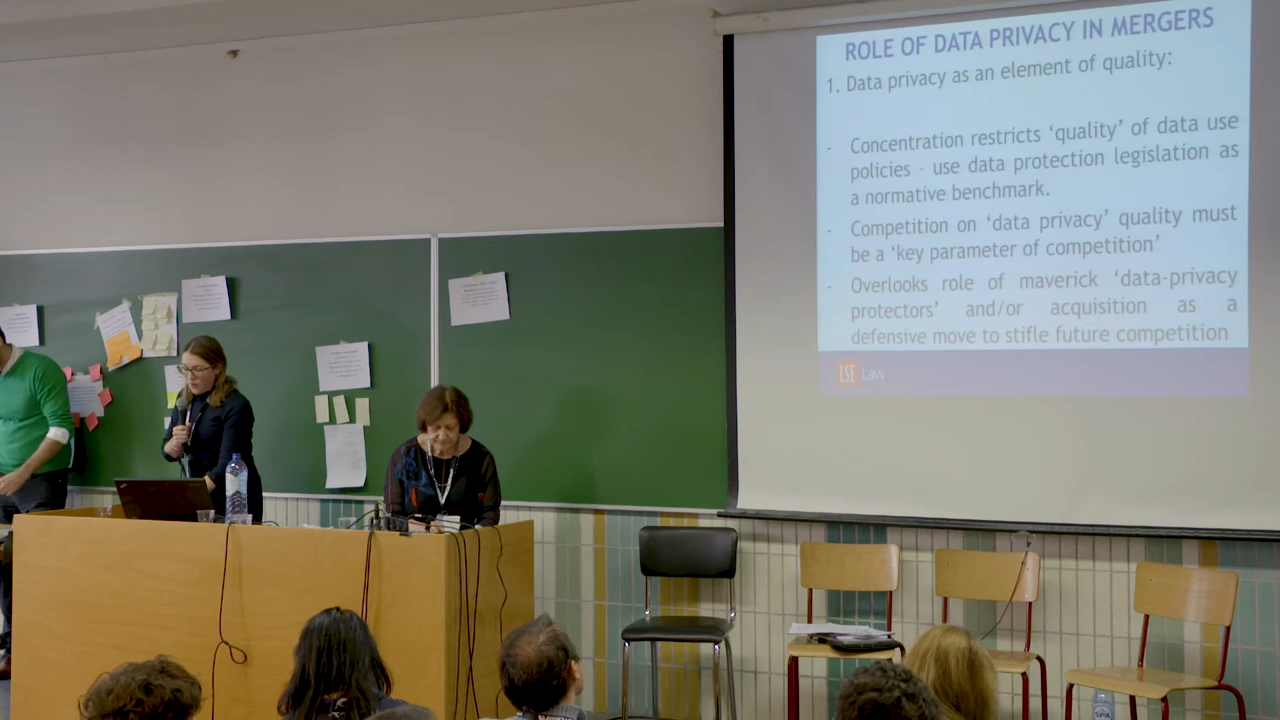 ROLE OF DATA PRIVACY IN MERGERS
1. Data privacy as an element of quality:
- Concentration restricts ‘quality’ of data use
policies - use data protection legislation as
a normative benchmark.
- Competition on ‘data privacy’ quality must
be a ‘key parameter of competition’
- Overlooks role of maverick ‘data-privacy
protectors’ and/or acquisition as a
defensive move to stifle future competition
LSE Law
SPA